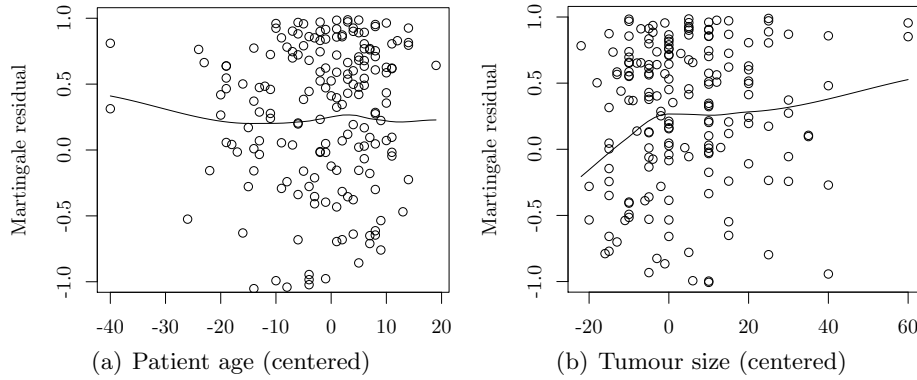 Martingale residual
1.0
0.5
0.0
-0.5
-1.0
-40 -30 -20 -10 0 10 20
(a) Patient age (centered)
Martingale residual
1.0
0.5
0.0
-0.5
-1.0
-20 0 20 40 60
(b) Tumour size (centered)